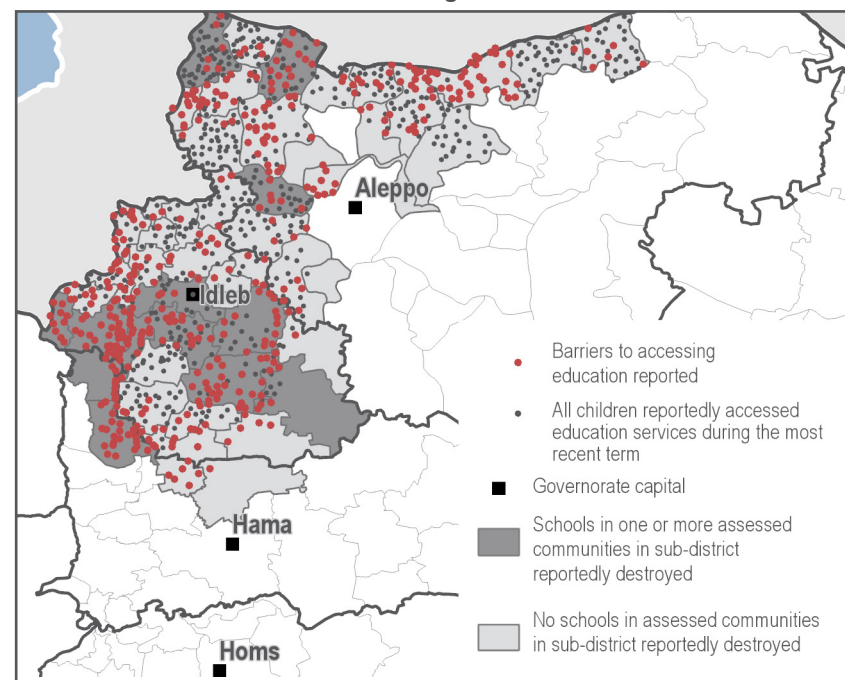 Aleppo
Idleb
Barriers to accessing
education reported
All children reportedly accessed
education services during the most
recent term
Governorate capital
Schools in one or more assessed
communities in sub-district
reportedly destroyed
No schools in assessed communities
in sub-district reportedly destroyed
Hama
Homs